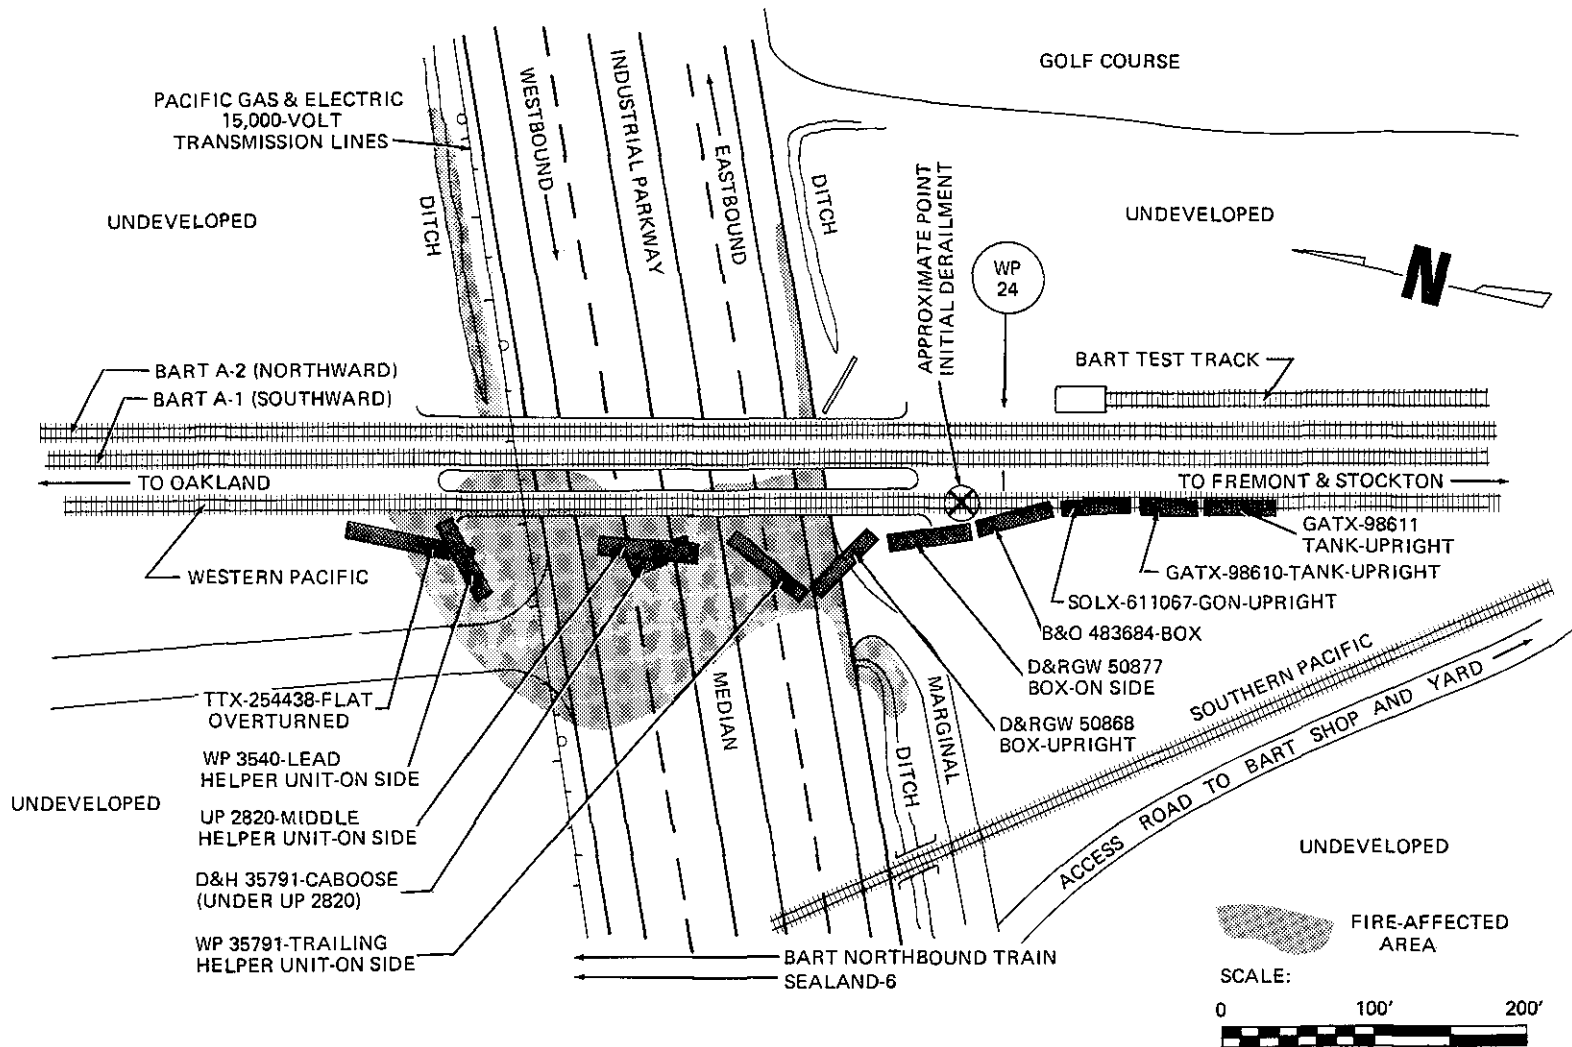 GOLF COURSE
PACIFIC GAS & ELECTRIC
15,000-VOLT
TRANSMISSION LINES
WESTBOUND
INDUSTRIAL PARKWAY
EASTBOUND
DITCH
DITCH
UNDEVELOPED
UNDEVELOPED
APPROXIMATE POINT
INITIAL DERAILMENT
WP
24
N
BART A-2 (NORTHWARD)
BART A-1 (SOUTHWARD)
BART TEST TRACK
TO OAKLAND
TO FREMONT & STOCKTON
WESTERN PACIFIC
GATX-98611
TANK-UPRIGHT
GATX-98610-TANK-UPRIGHT
SOLX-611067-GON-UPRIGHT
B&O 483684-BOX
D&RGW 50877
BOX-ON SIDE
D&RGW 50868
BOX-UPRIGHT
TTX-254438-FLAT
OVERTURNED
WP 3540-LEAD
HELPER UNIT-ON SIDE
UNDEVELOPED
UP 2820-MIDDLE
HELPER UNIT-ON SIDE
D&H 35791-CABOOSE
(UNDER UP 2820)
WP 35791-TRAILING
HELPER UNIT-ON SIDE
MEDIAN
MARGINAL
DITCH
SOUTHERN PACIFIC
ACCESS ROAD TO BART SHOP AND YARD
UNDEVELOPED
BART NORTHBOUND TRAIN
SEALAND-6
FIRE-AFFECTED
AREA
SCALE:
0 100' 200'